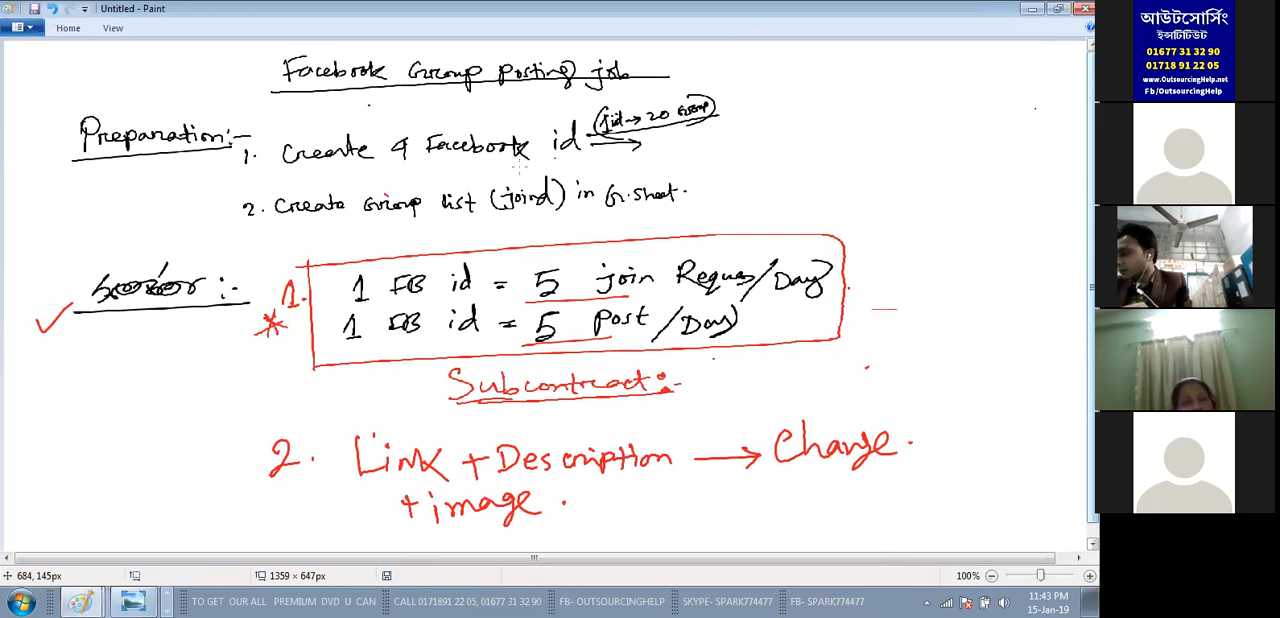 Untitled - Paint
Home
View
Facebook Group posting job
Preparation:-
1. Create 4 Facebook id
(1 id → 20 Group)
2. Create Group list (joind) in G.sheet.
:-
1.
1 FB id = 5 join Reques/Day
1 FB id = 5 Post/Day
Subcontract:-
2. Link + Description → Change.
+ image.
684, 145px
1359 × 647px
100%
TO GET OUR ALL PREMIUM DVD U CAN
CALL 0171891 22 05, 01677 31 32 90
FB- OUTSOURCINGHELP
SKYPE- SPARK774477
FB- SPARK774477
11:43 PM
15-Jan-19
আউটসোর্সিং
ইন্সটিটিউট
01677 31 32 90
01718 91 22 05
www.OutsourcingHelp.net
Fb/OutsourcingHelp